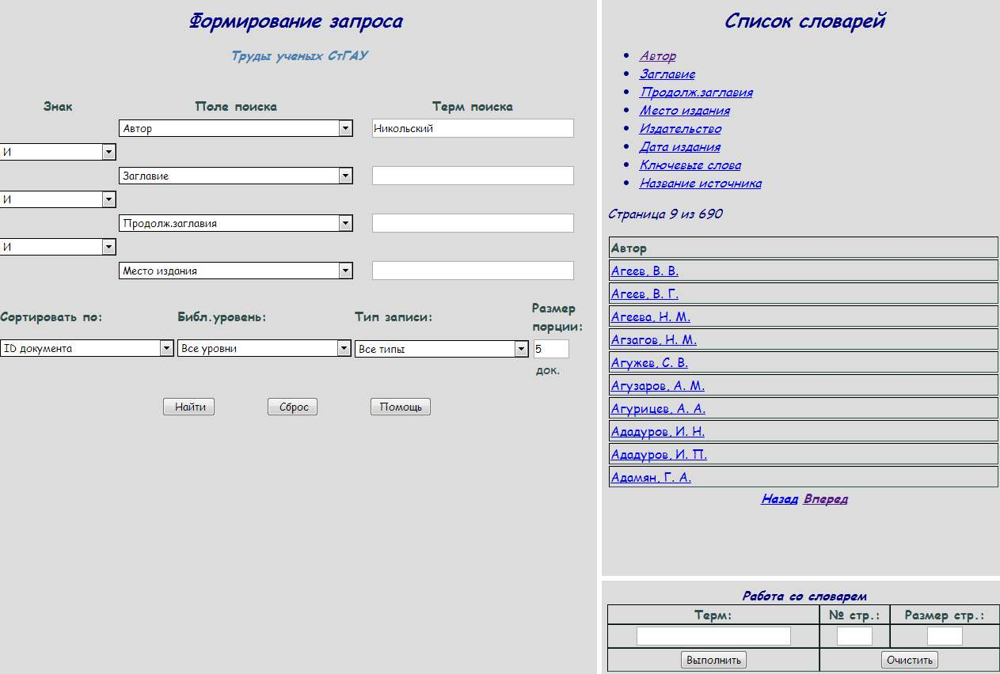 Формирование запроса
Труды ученых СтГАУ
Знак Поле поиска Терм поиска
Автор Никольский
И
Заглавие
И
Продолж.заглавия
И
Место издания
Сортировать по: Библ.уровень: Тип записи: Размер порции:
ID документа Все уровни Все типы 5
док.
Найти Сброс Помощь
Список словарей
Автор
Заглавие
Продолж.заглавия
Место издания
Издательство
Дата издания
Ключевые слова
Название источника
Страница 9 из 690
Автор
Агеев, В. В.
Агеев, В. Г.
Агеева, Н. М.
Агзагов, Н. М.
Агужев, С. В.
Агузаров, А. М.
Агурицев, А. А.
Ададуров, И. Н.
Ададуров, И. П.
Адамян, Г. А.
Назад Вперед
Работа со словарем
Терм: № стр.: Размер стр.:
Выполнить Очистить